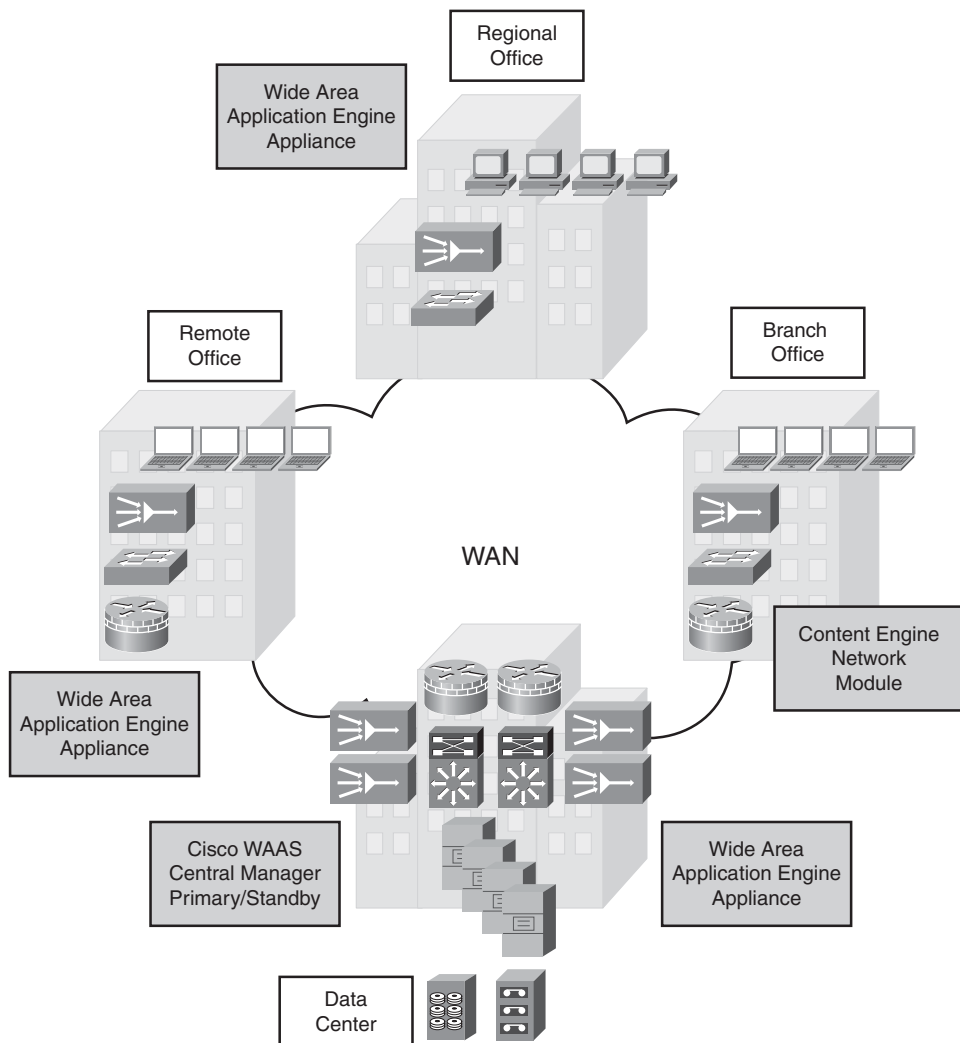 Regional
Office
Wide Area
Application Engine
Appliance
Remote
Office
Branch
Office
WAN
Content Engine
Network
Module
Wide Area
Application Engine
Appliance
Cisco WAAS
Central Manager
Primary/Standby
Wide Area
Application Engine
Appliance
Data
Center